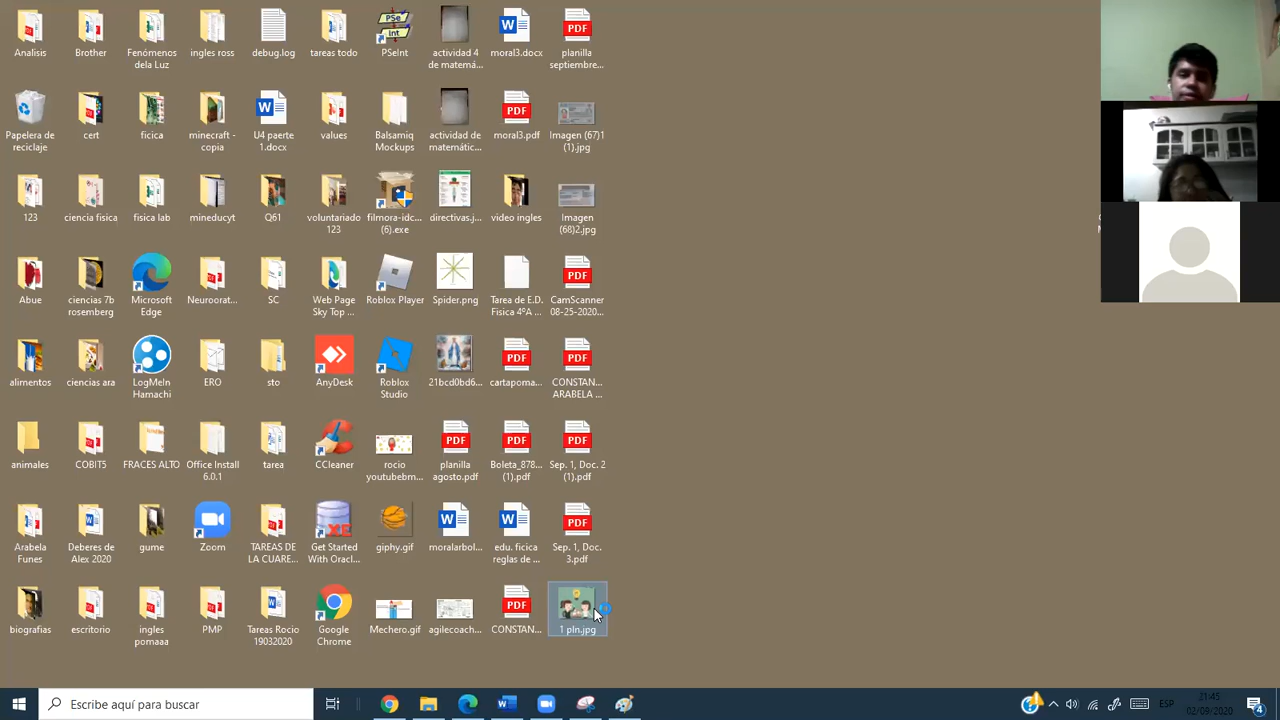 Analisis
Brother
Fenómenos
dela Luz
ingles ross
debug.log
tareas todo
PSeInt
actividad 4
de matemá...
moral3.docx
planilla
septiembre...
Papelera de
reciclaje
cert
ficica
minecraft -
copia
U4 paerte
1.docx
values
Balsamiq
Mockups
actividad de
matemátic...
moral3.pdf
Imagen (67)1
(1).jpg
123
ciencia fisica
fisica lab
mineducyt
Q61
voluntariado
123
filmora-idc...
(6).exe
directivas.j...
video ingles
Imagen
(68)2.jpg
Abue
ciencias 7b
rosemberg
Microsoft
Edge
Neuroorat...
SC
Web Page
Sky Top ...
Roblox Player
Spider.png
Tarea de E.D.
Fisica 4ºA ...
CamScanner
08-25-2020...
alimentos
ciencias ara
LogMeIn
Hamachi
ERO
sto
AnyDesk
Roblox
Studio
21bcd0bd6...
cartapoma...
CONSTAN...
ARABELA ...
animales
COBIT5
FRACES ALTO
Office Install
6.0.1
tarea
CCleaner
rocio
youtubebm...
planilla
agosto.pdf
Boleta_878...
(1).pdf
Sep. 1, Doc. 2
(1).pdf
Arabela
Funes
Deberes de
Alex 2020
gume
Zoom
TAREAS DE
LA CUARE...
Get Started
With Oracl...
giphy.gif
moralarbol...
edu. ficica
reglas de ...
Sep. 1, Doc.
3.pdf
biografias
escritorio
ingles
pomaaa
PMP
Tareas Rocio
19032020
Google
Chrome
Mechero.gif
agilecoach...
CONSTAN...
1 pln.jpg
Escribe aquí para buscar
ESP
21:45
02/09/2020